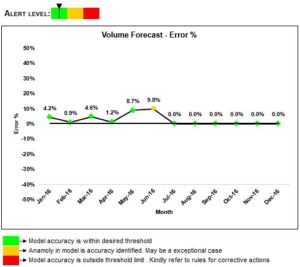 ALERT LEVEL:
Volume Forecast - Error %
50%
40%
30%
20%
10%
0%
-10%
-20%
-30%
-40%
-50%
Error %
4.2%
0.9%
4.6%
1.2%
8.7%
9.8%
0.0%
0.0%
0.0%
0.0%
0.0%
0.0%
Jan-16
Feb-16
Mar-16
Apr-16
May-16
Jun-16
Jul-16
Aug-16
Sep-16
Oct-16
Nov-16
Dec-16
Month
Model accuracy is within desired threshold
Anamoly in model is accuracy identified. May be a exceptional case
Model accuracy is outside threshold limit . Kindly refer to rules for corrective actions